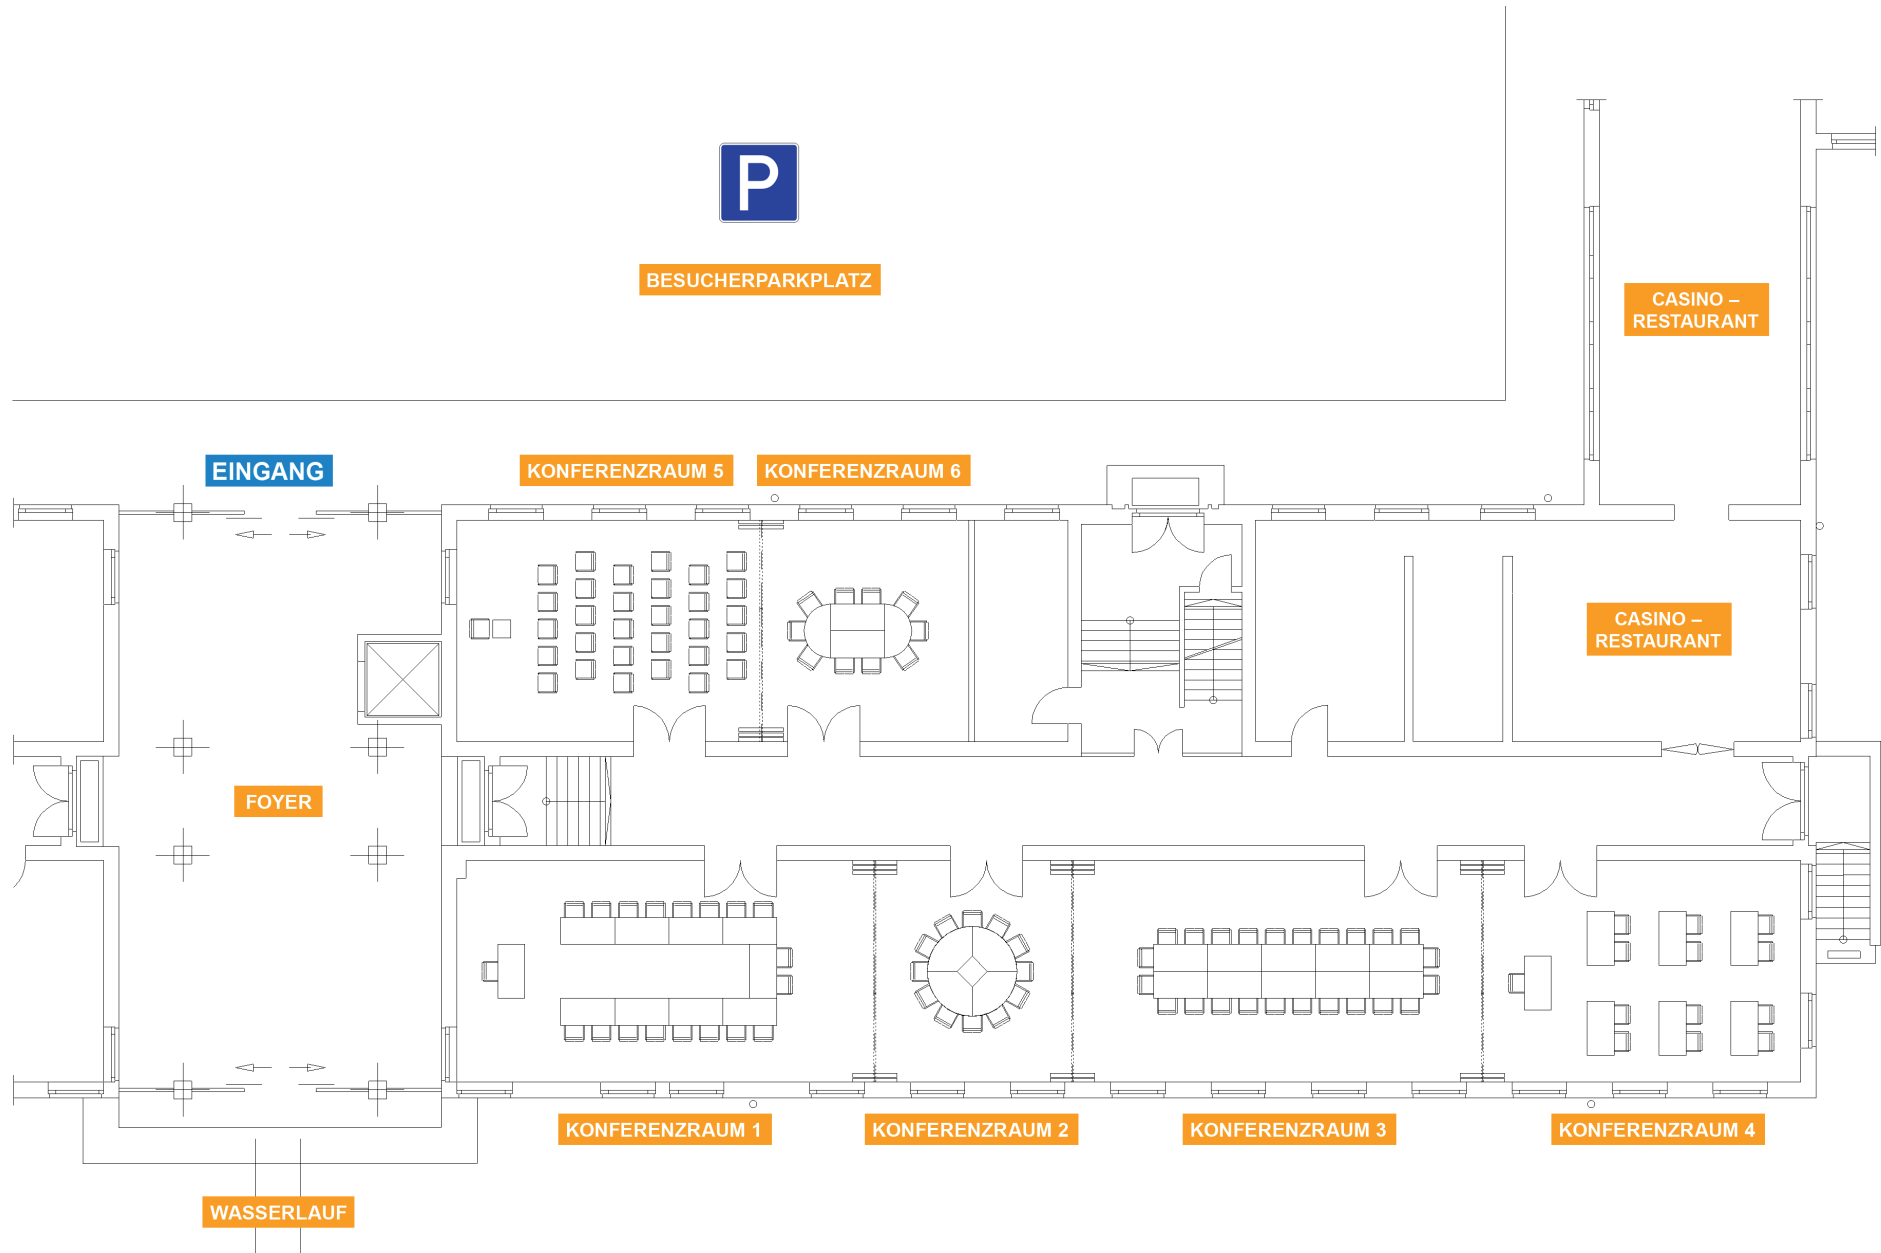 P
BESUCHERPARKPLATZ
CASINO –
RESTAURANT
EINGANG
KONFERENZRAUM 5
KONFERENZRAUM 6
CASINO –
RESTAURANT
FOYER
KONFERENZRAUM 1
KONFERENZRAUM 2
KONFERENZRAUM 3
KONFERENZRAUM 4
WASSERLAUF